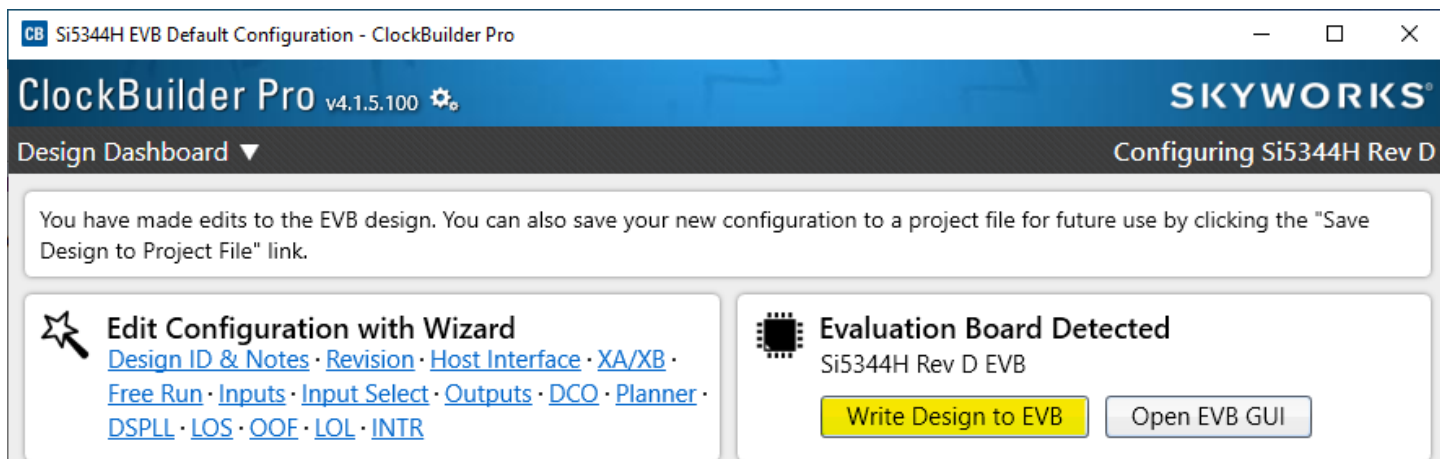 CB Si5344H EVB Default Configuration - ClockBuilder Pro
ClockBuilder Pro v4.1.5.100
SKYWORKS®
Design Dashboard ▼
Configuring Si5344H Rev D
You have made edits to the EVB design. You can also save your new configuration to a project file for future use by clicking the "Save
Design to Project File" link.
Edit Configuration with Wizard
Design ID & Notes · Revision · Host Interface · XA/XB ·
Free Run · Inputs · Input Select · Outputs · DCO · Planner ·
DSPLL · LOS · OOF · LOL · INTR
Evaluation Board Detected
Si5344H Rev D EVB
Write Design to EVB
Open EVB GUI